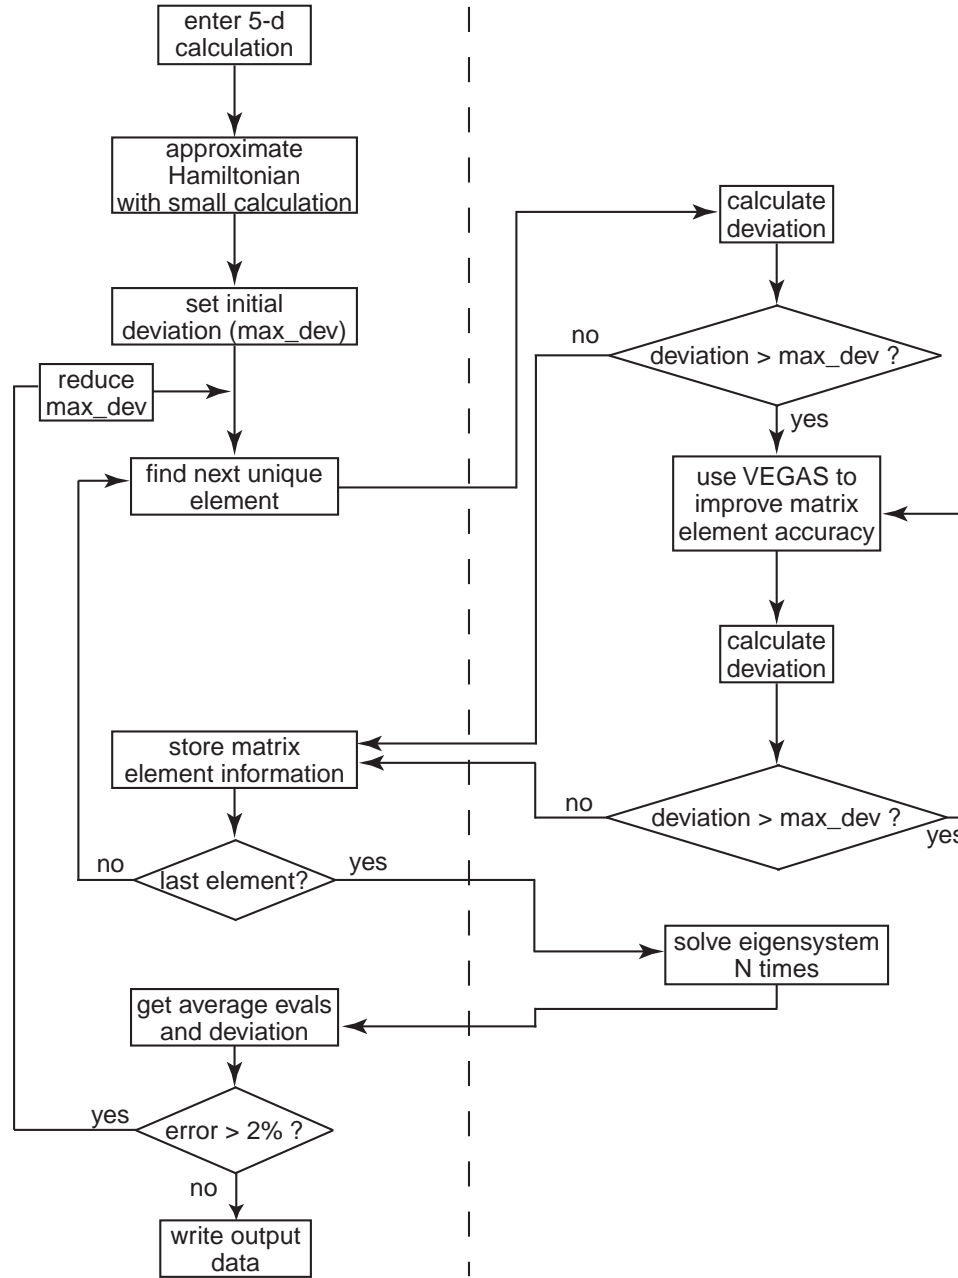 enter 5-d
calculation
approximate
Hamiltonian
with small calculation
set initial
deviation (max_dev)
reduce
max_dev
find next unique
element
store matrix
element information
no
last element?
yes
get average evals
and deviation
yes
error > 2% ?
no
write output
data
calculate
deviation
no
deviation > max_dev ?
yes
use VEGAS to
improve matrix
element accuracy
calculate
deviation
no
deviation > max_dev ?
yes
solve eigensystem
N times